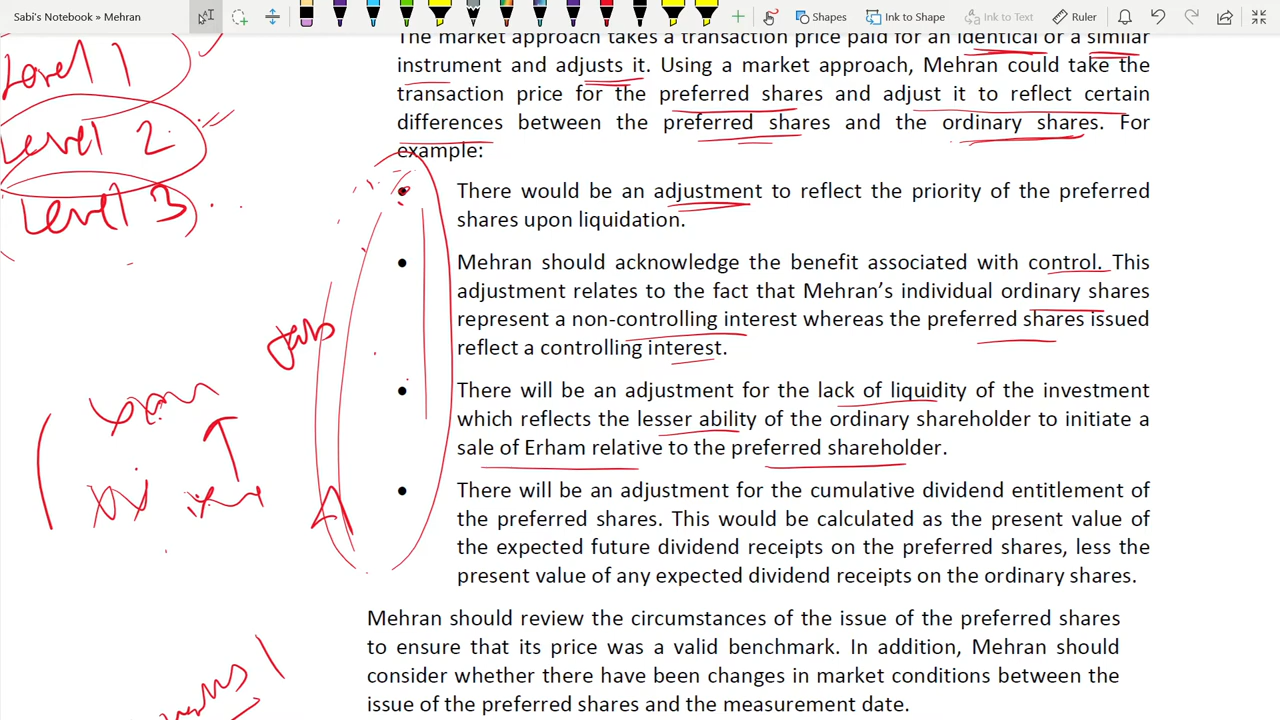 Sabi's Notebook » Mehran
Shapes
Ink to Shape
Ink to Text
Ruler
The market approach takes a transaction price paid for an identical or a similar
instrument and adjusts it. Using a market approach, Mehran could take the
transaction price for the preferred shares and adjust it to reflect certain
differences between the preferred shares and the ordinary shares. For
example:
Level 1
Level 2
Level 3
• There would be an adjustment to reflect the priority of the preferred
shares upon liquidation.
• Mehran should acknowledge the benefit associated with control. This
adjustment relates to the fact that Mehran's individual ordinary shares
represent a non-controlling interest whereas the preferred shares issued
reflect a controlling interest.
• There will be an adjustment for the lack of liquidity of the investment
which reflects the lesser ability of the ordinary shareholder to initiate a
sale of Erham relative to the preferred shareholder.
• There will be an adjustment for the cumulative dividend entitlement of
the preferred shares. This would be calculated as the present value of
the expected future dividend receipts on the preferred shares, less the
present value of any expected dividend receipts on the ordinary shares.
Mehran should review the circumstances of the issue of the preferred shares
to ensure that its price was a valid benchmark. In addition, Mehran should
consider whether there have been changes in market conditions between the
issue of the preferred shares and the measurement date.